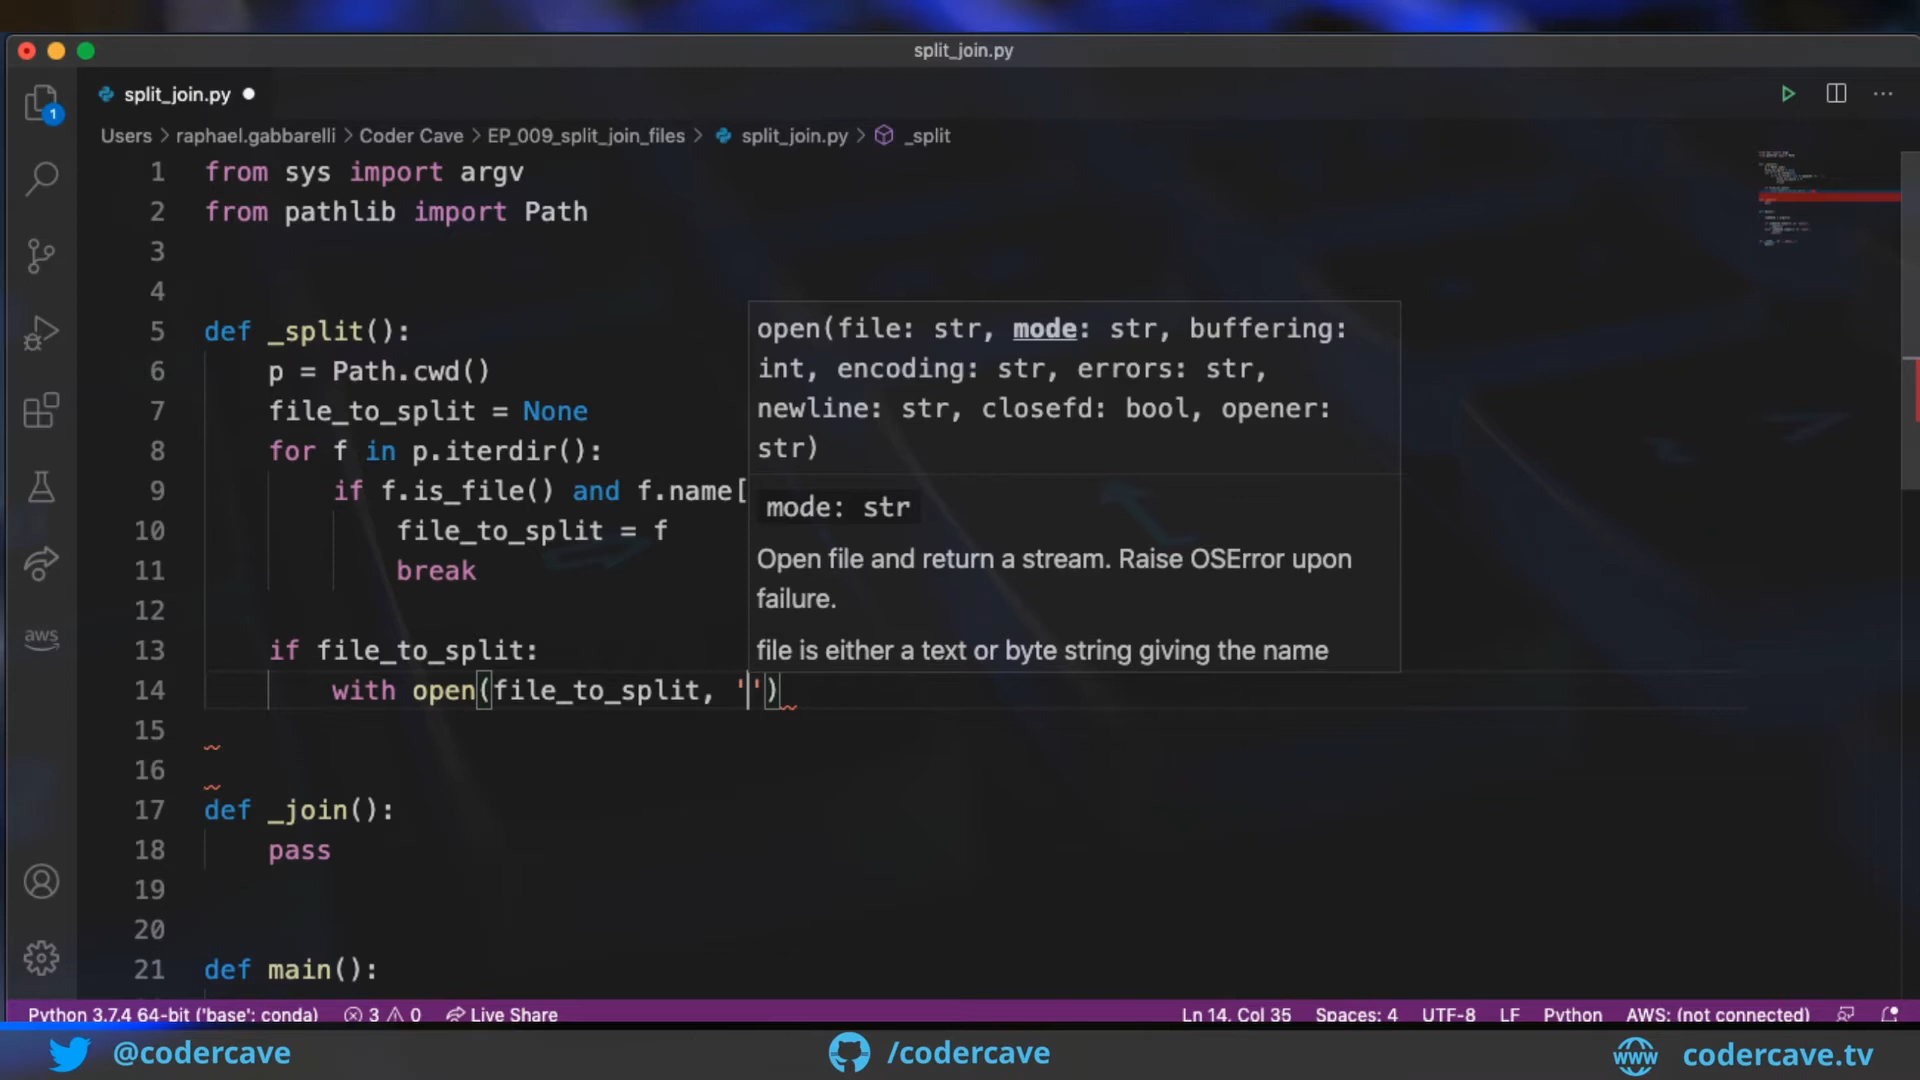 split_join.py
split_join.py
1
Users > raphael.gabbarelli > Coder Cave > EP_009_split_join_files > split_join.py > _split
1 from sys import argv
2 from pathlib import Path
3
4
5 def _split():
6 p = Path.cwd()
7 file_to_split = None
8 for f in p.iterdir():
9 if f.is_file() and f.name[
10 file_to_split = f
11 break
12
13 if file_to_split:
14 with open(file_to_split, '')
15
16
17 def _join():
18 pass
19
20
21 def main():
open(file: str, mode: str, buffering:
int, encoding: str, errors: str,
newline: str, closefd: bool, opener:
str)
mode: str
Open file and return a stream. Raise OSError upon
failure.
file is either a text or byte string giving the name
aws
Python 3.7.4 64-bit ('base': conda) 3 0 Live Share Ln 14, Col 35 Spaces: 4 UTF-8 LF Python AWS: (not connected)
@codercave /codercave www codercave.tv